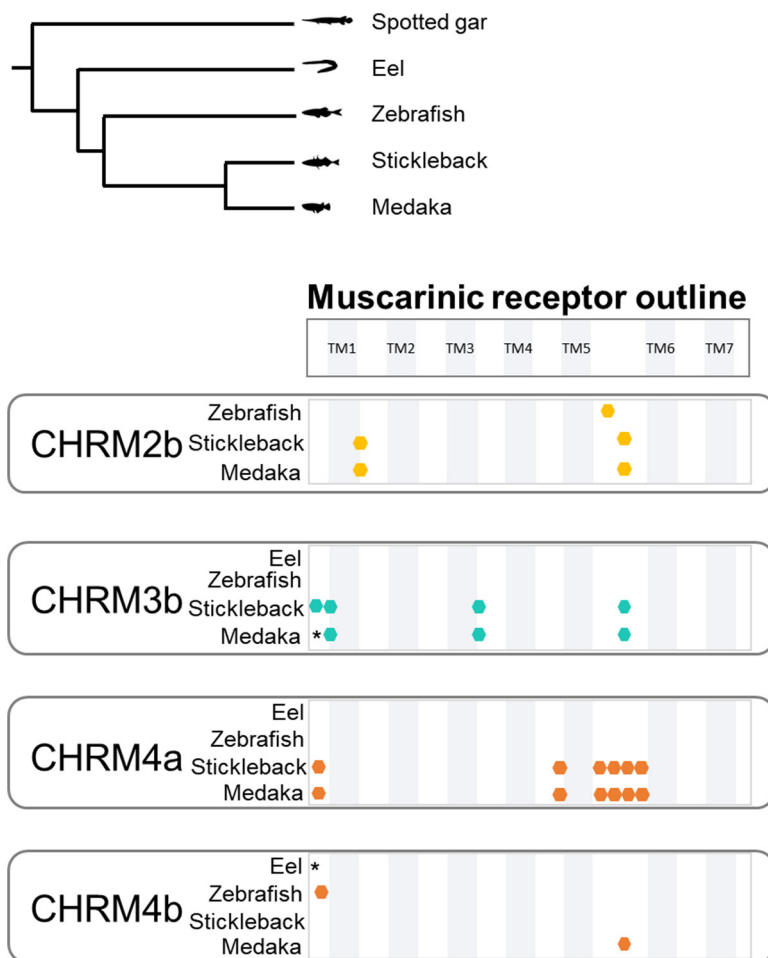 Spotted gar
Eel
Zebrafish
Stickleback
Medaka
Muscarinic receptor outline
TM1 TM2 TM3 TM4 TM5 TM6 TM7
CHRM2b
Zebrafish
Stickleback
Medaka
CHRM3b
Eel
Zebrafish
Stickleback
Medaka *
CHRM4a
Eel
Zebrafish
Stickleback
Medaka
CHRM4b
Eel *
Zebrafish
Stickleback
Medaka